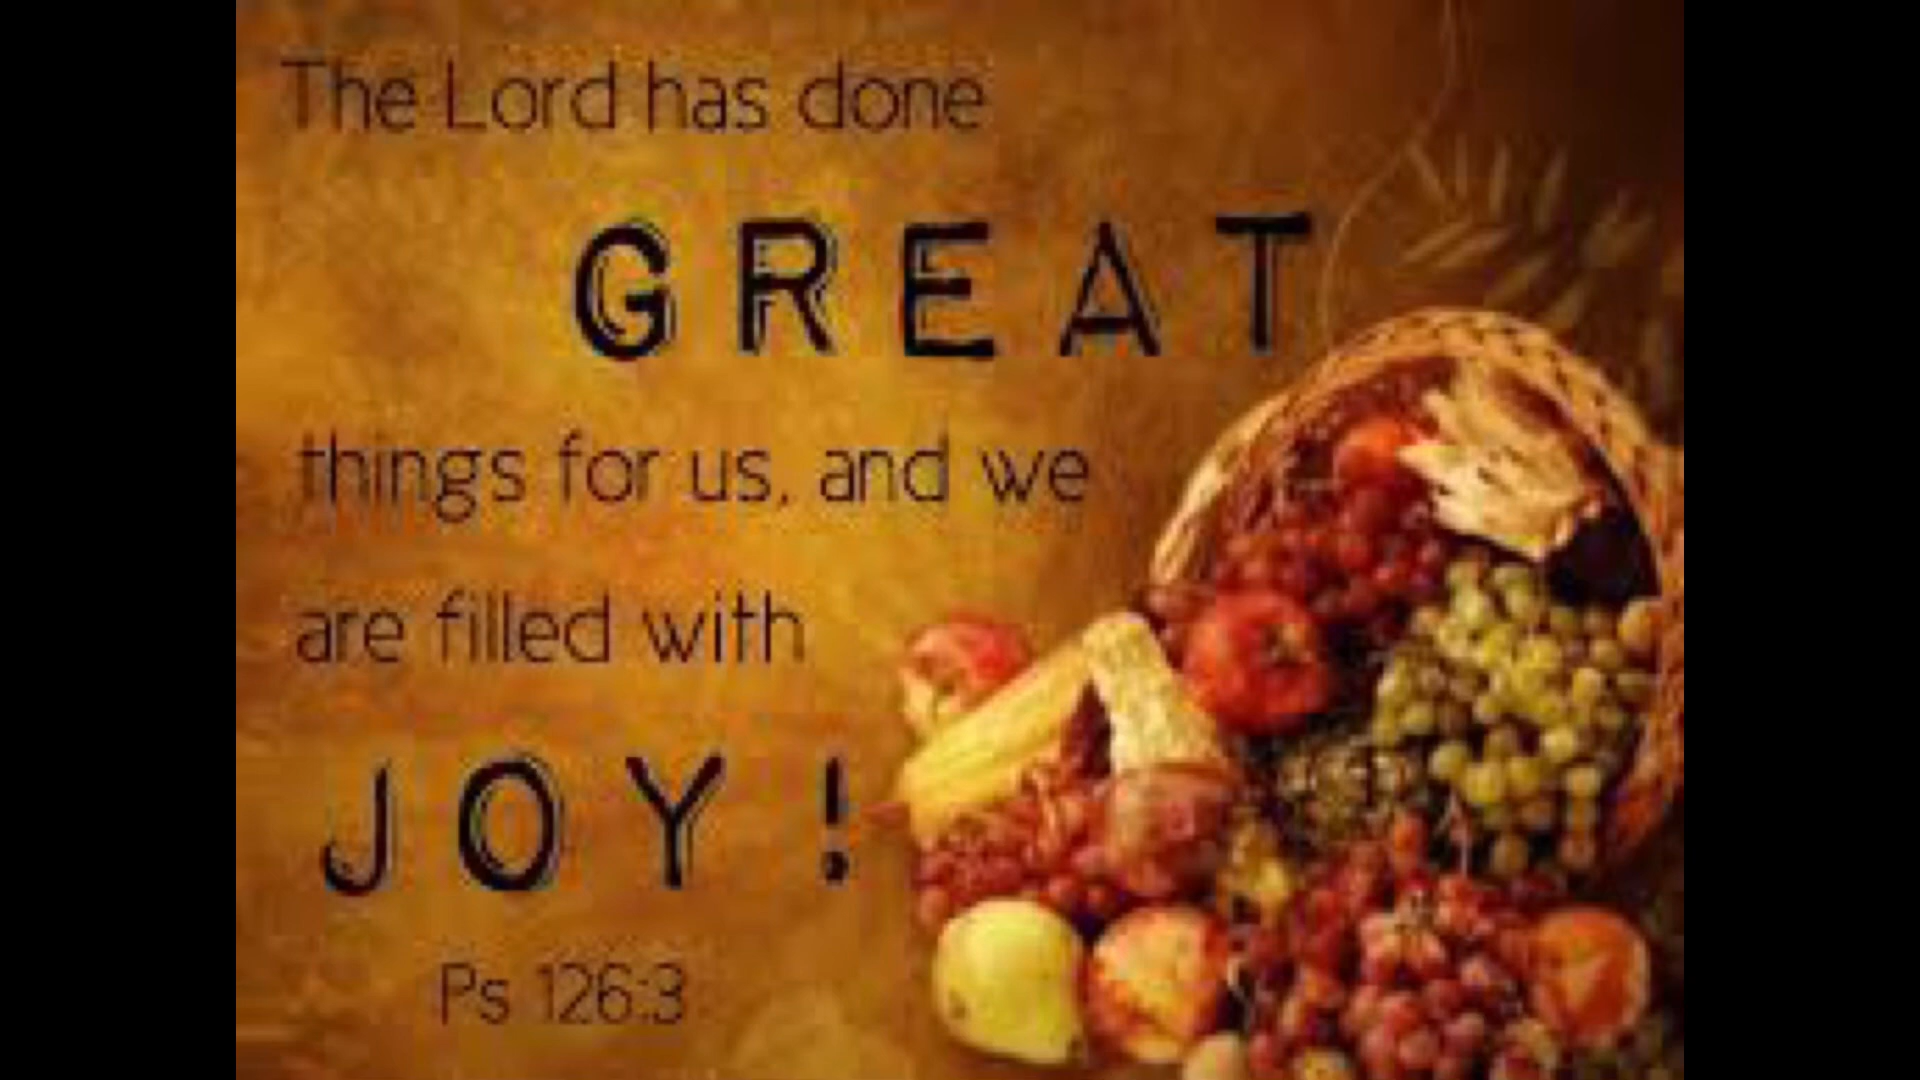 The Lord has done
GREAT
things for us, and we
are filled with
JOY!
Ps 126:3